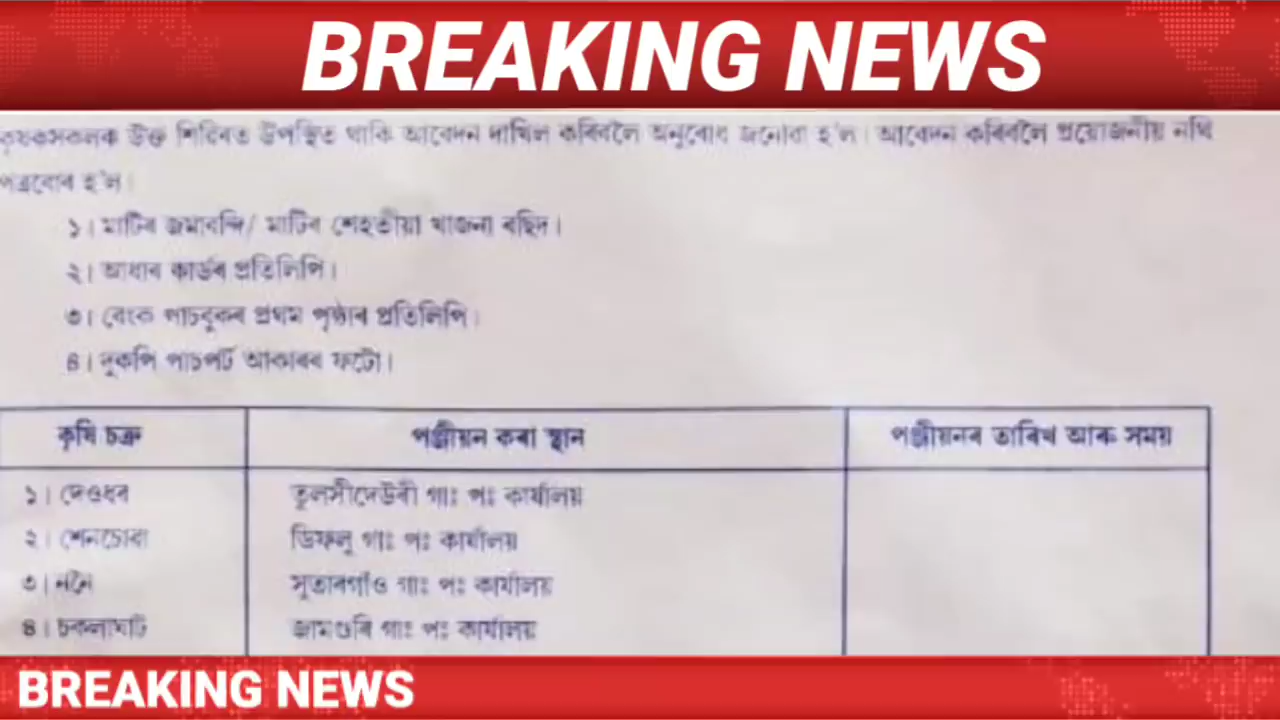 BREAKING NEWS
কৃষকসকলক উক্ত শিবিৰত উপস্থিত থাকি আবেদন দাখিল কৰিবলৈ অনুৰোধ জনোৱা হ'ল। আবেদন কৰিবলৈ প্ৰয়োজনীয় নথি
পত্ৰবোৰ হ'ল।
১। মাটিৰ জমাবন্দি/ মাটিৰ শেহতীয়া খাজনা ৰছিদ।
২। আধাৰ কাৰ্ডৰ প্ৰতিলিপি।
৩। বেংক পাচবুকৰ প্ৰথম পৃষ্ঠাৰ প্ৰতিলিপি।
৪। দুকপি পাচপৰ্ট আকাৰৰ ফটো।
কৃষি চক্ৰ পঞ্জীয়ন কৰা স্থান পঞ্জীয়নৰ তাৰিখ আৰু সময়
১। দেওধৰ তুলসীদেউৰী গাঃ পঃ কাৰ্যালয়
২। শেনচোৱা ডিফলু গাঃ পঃ কাৰ্যালয়
৩। ননৈ সুতাৰগাঁও গাঃ পঃ কাৰ্যালয়
৪। চকলাঘাট জামগুৰি গাঃ পঃ কাৰ্যালয়
BREAKING NEWS